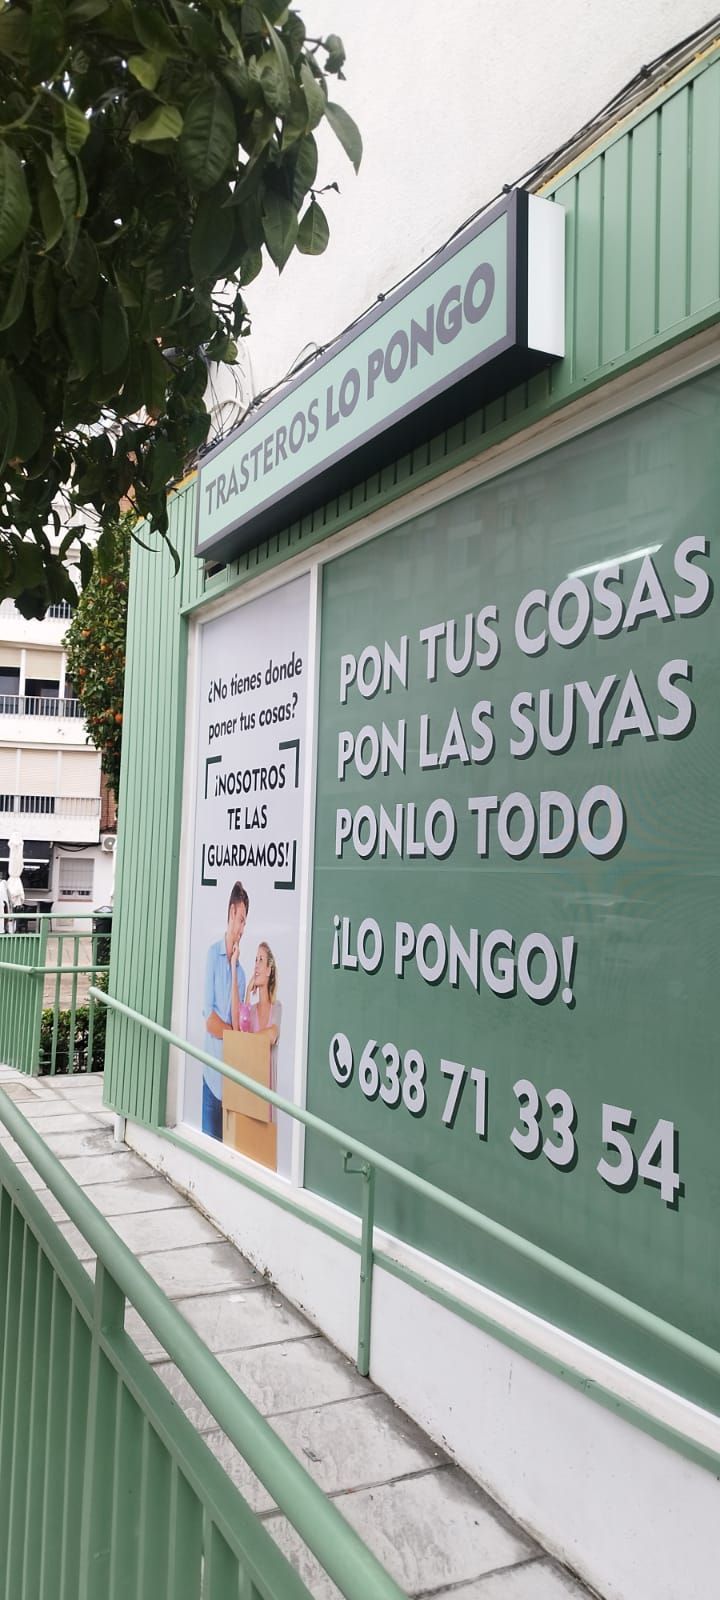 TRASTEROS LO PONGO
¿No tienes donde
poner tus cosas?
¡NOSOTROS
TE LAS
GUARDAMOS!
PON TUS COSAS
PON LAS SUYAS
PONLO TODO
¡LO PONGO!
638 71 33 54